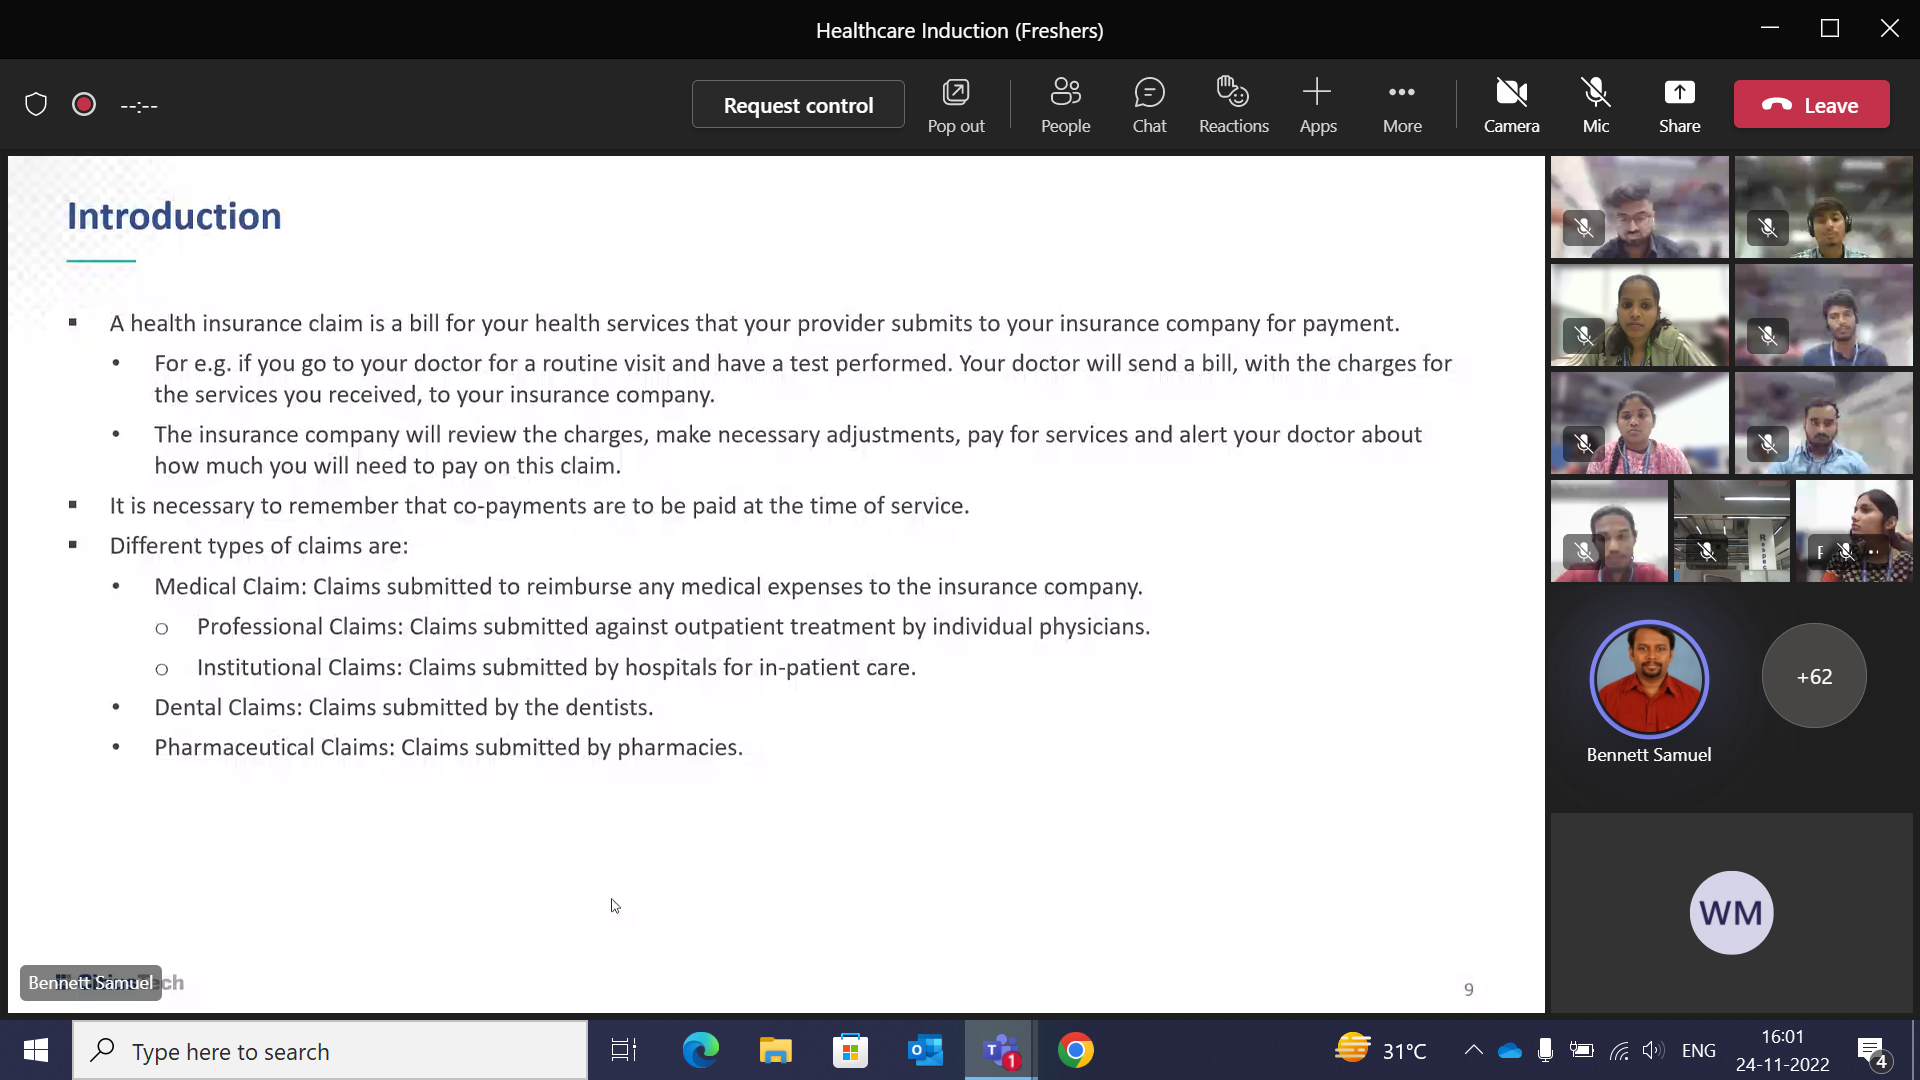 Healthcare Induction (Freshers)
--:--
Request control
Pop out
People
Chat
Reactions
Apps
More
Camera
Mic
Share
Leave
Introduction
▪ A health insurance claim is a bill for your health services that your provider submits to your insurance company for payment.
• For e.g. if you go to your doctor for a routine visit and have a test performed. Your doctor will send a bill, with the charges for
the services you received, to your insurance company.
• The insurance company will review the charges, make necessary adjustments, pay for services and alert your doctor about
how much you will need to pay on this claim.
▪ It is necessary to remember that co-payments are to be paid at the time of service.
▪ Different types of claims are:
• Medical Claim: Claims submitted to reimburse any medical expenses to the insurance company.
o Professional Claims: Claims submitted against outpatient treatment by individual physicians.
o Institutional Claims: Claims submitted by hospitals for in-patient care.
• Dental Claims: Claims submitted by the dentists.
• Pharmaceutical Claims: Claims submitted by pharmacies.
Bennett Samuel
9
Respec
+62
Bennett Samuel
WM
Type here to search
1
31°C
ENG
16:01
24-11-2022
4